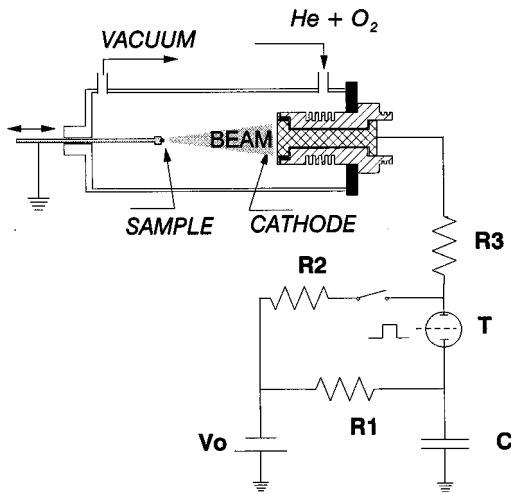 He + O₂
VACUUM
BEAM
SAMPLE
CATHODE
R3
R2
T
R1
Vo
C